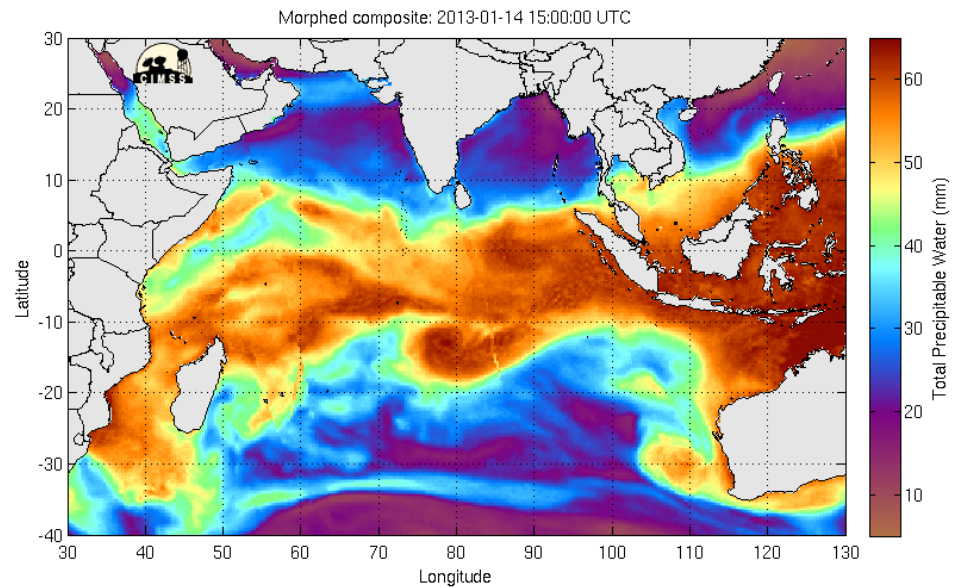 Morphed composite: 2013-01-14 15:00:00 UTC
CIMSS
30
20
10
0
-10
-20
-30
-40
Latitude
30 40 50 60 70 80 90 100 110 120 130
Longitude
60
50
40
30
20
10
Total Precipitable Water (mm)